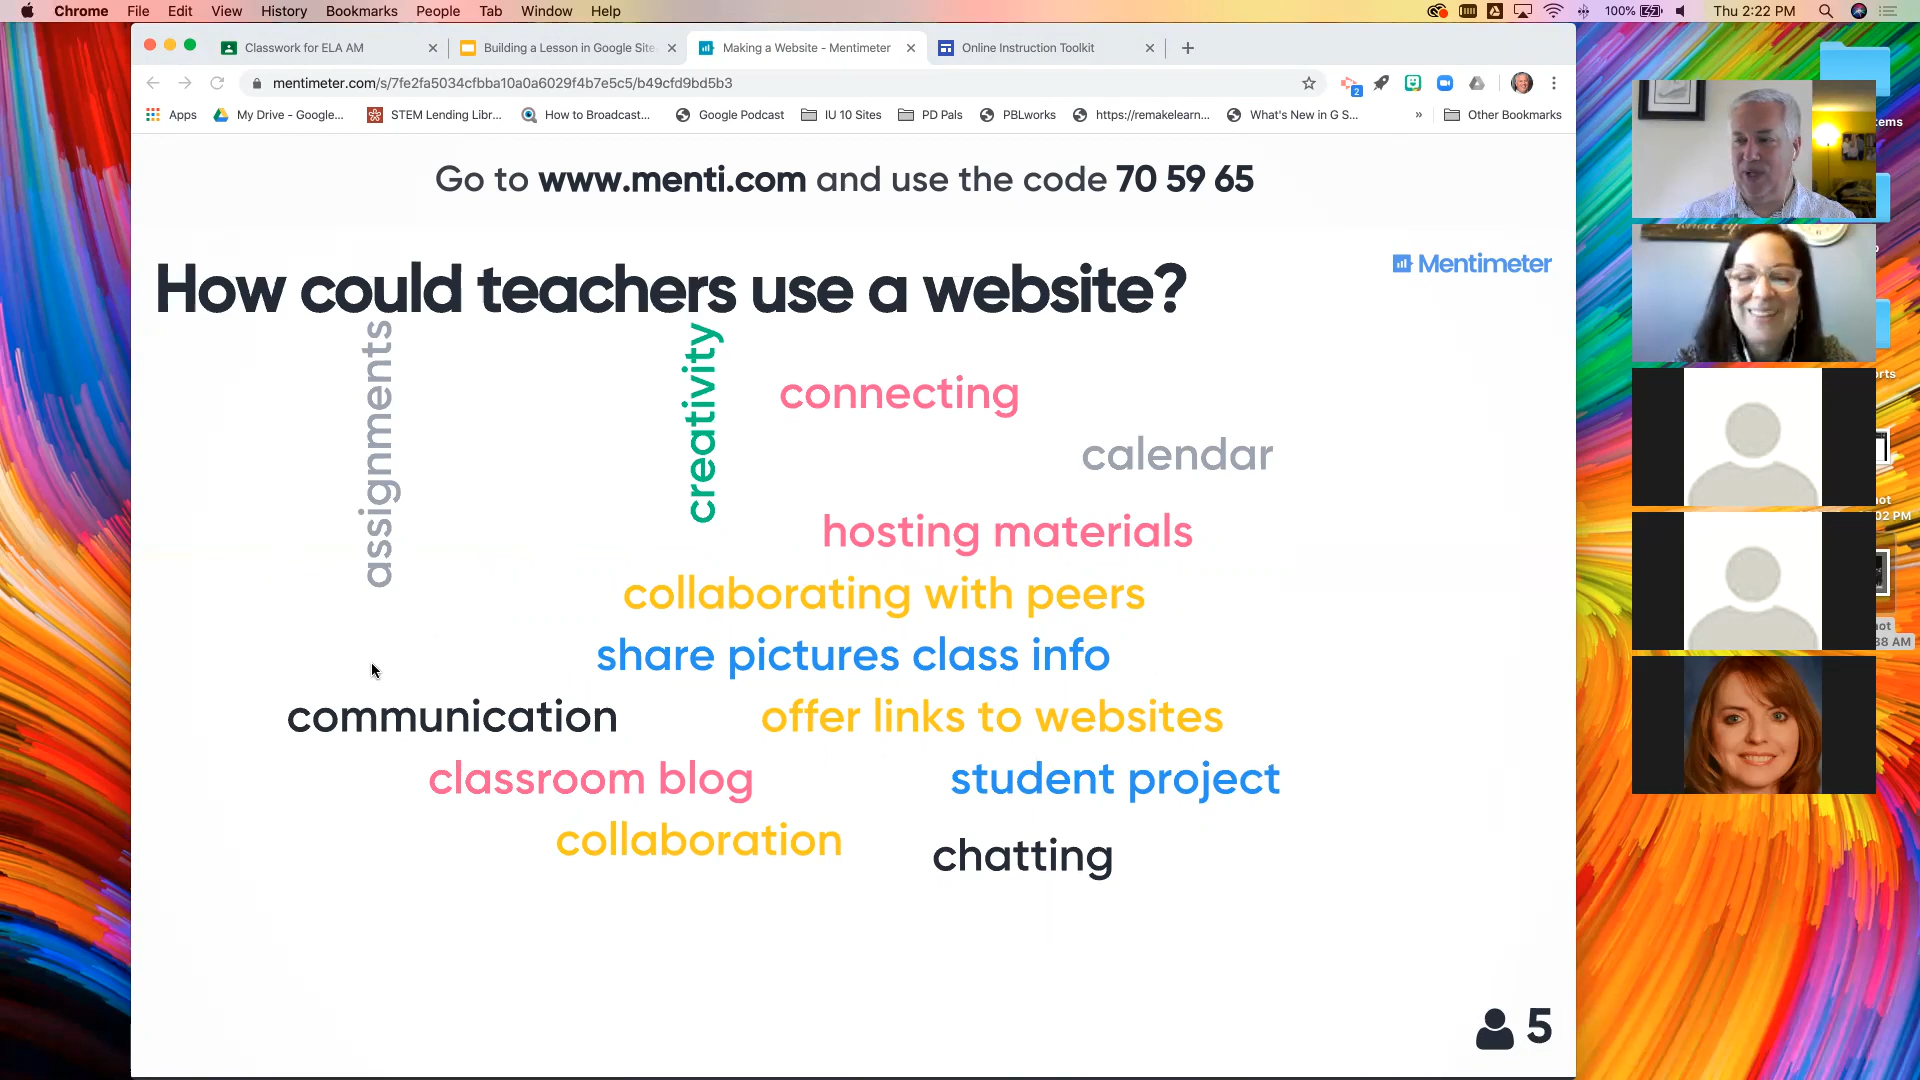 Chrome File Edit View History Bookmarks People Tab Window Help 100% Thu 2:22 PM
Classwork for ELA AM Building a Lesson in Google Site Making a Website - Mentimeter Online Instruction Toolkit
mentimeter.com/s/7fe2fa5034cfbba10a0a6029f4b7e5c5/b49cfd9bd5b3 2
Apps My Drive - Google... STEM Lending Libr... How to Broadcast... Google Podcast IU 10 Sites PD Pals PBLworks https://remakelearn... What's New in G S... » Other Bookmarks
Go to www.menti.com and use the code 70 59 65
Mentimeter
How could teachers use a website?
assignments
creativity
connecting
calendar
hosting materials
collaborating with peers
share pictures class info
communication
offer links to websites
classroom blog
student project
collaboration
chatting
5